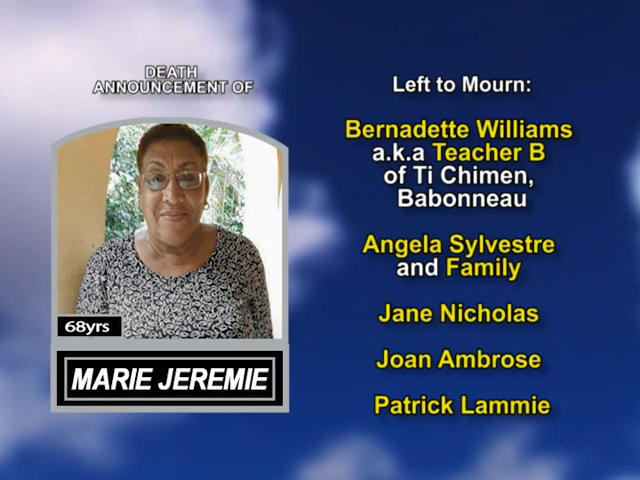 DEATH
ANNOUNCEMENT OF
68yrs
MARIE JEREMIE
Left to Mourn:
Bernadette Williams
a.k.a Teacher B
of Ti Chimen,
Babonneau
Angela Sylvestre
and Family
Jane Nicholas
Joan Ambrose
Patrick Lammie